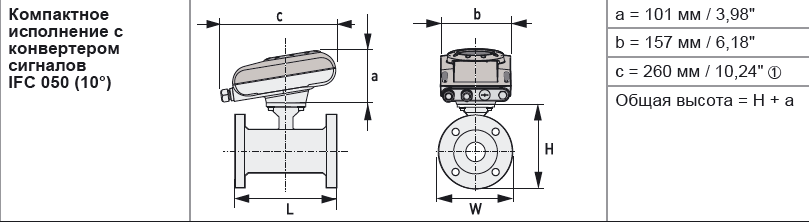 Компактное
исполнение с
конвертером
сигналов
IFC 050 (10°)
c
a
L
b
H
W
a = 101 мм / 3,98"
b = 157 мм / 6,18"
c = 260 мм / 10,24" ①
Общая высота = H + a